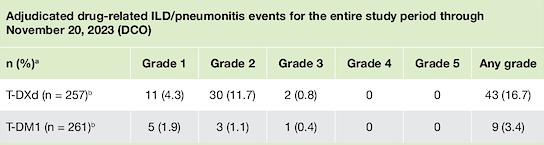 Adjudicated drug-related ILD/pneumonitis events for the entire study period through
November 20, 2023 (DCO)
n (%)ᵃ Grade 1 Grade 2 Grade 3 Grade 4 Grade 5 Any grade
T-DXd (n = 257)ᵇ 11 (4.3) 30 (11.7) 2 (0.8) 0 0 43 (16.7)
T-DM1 (n = 261)ᵇ 5 (1.9) 3 (1.1) 1 (0.4) 0 0 9 (3.4)